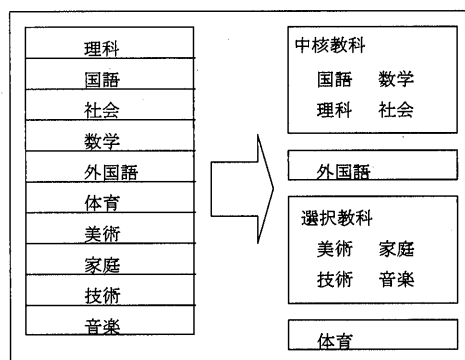 理科
国語
社会
数学
外国語
体育
美術
家庭
技術
音楽
中核教科
国語 数学
理科 社会
外国語
選択教科
美術 家庭
技術 音楽
体育